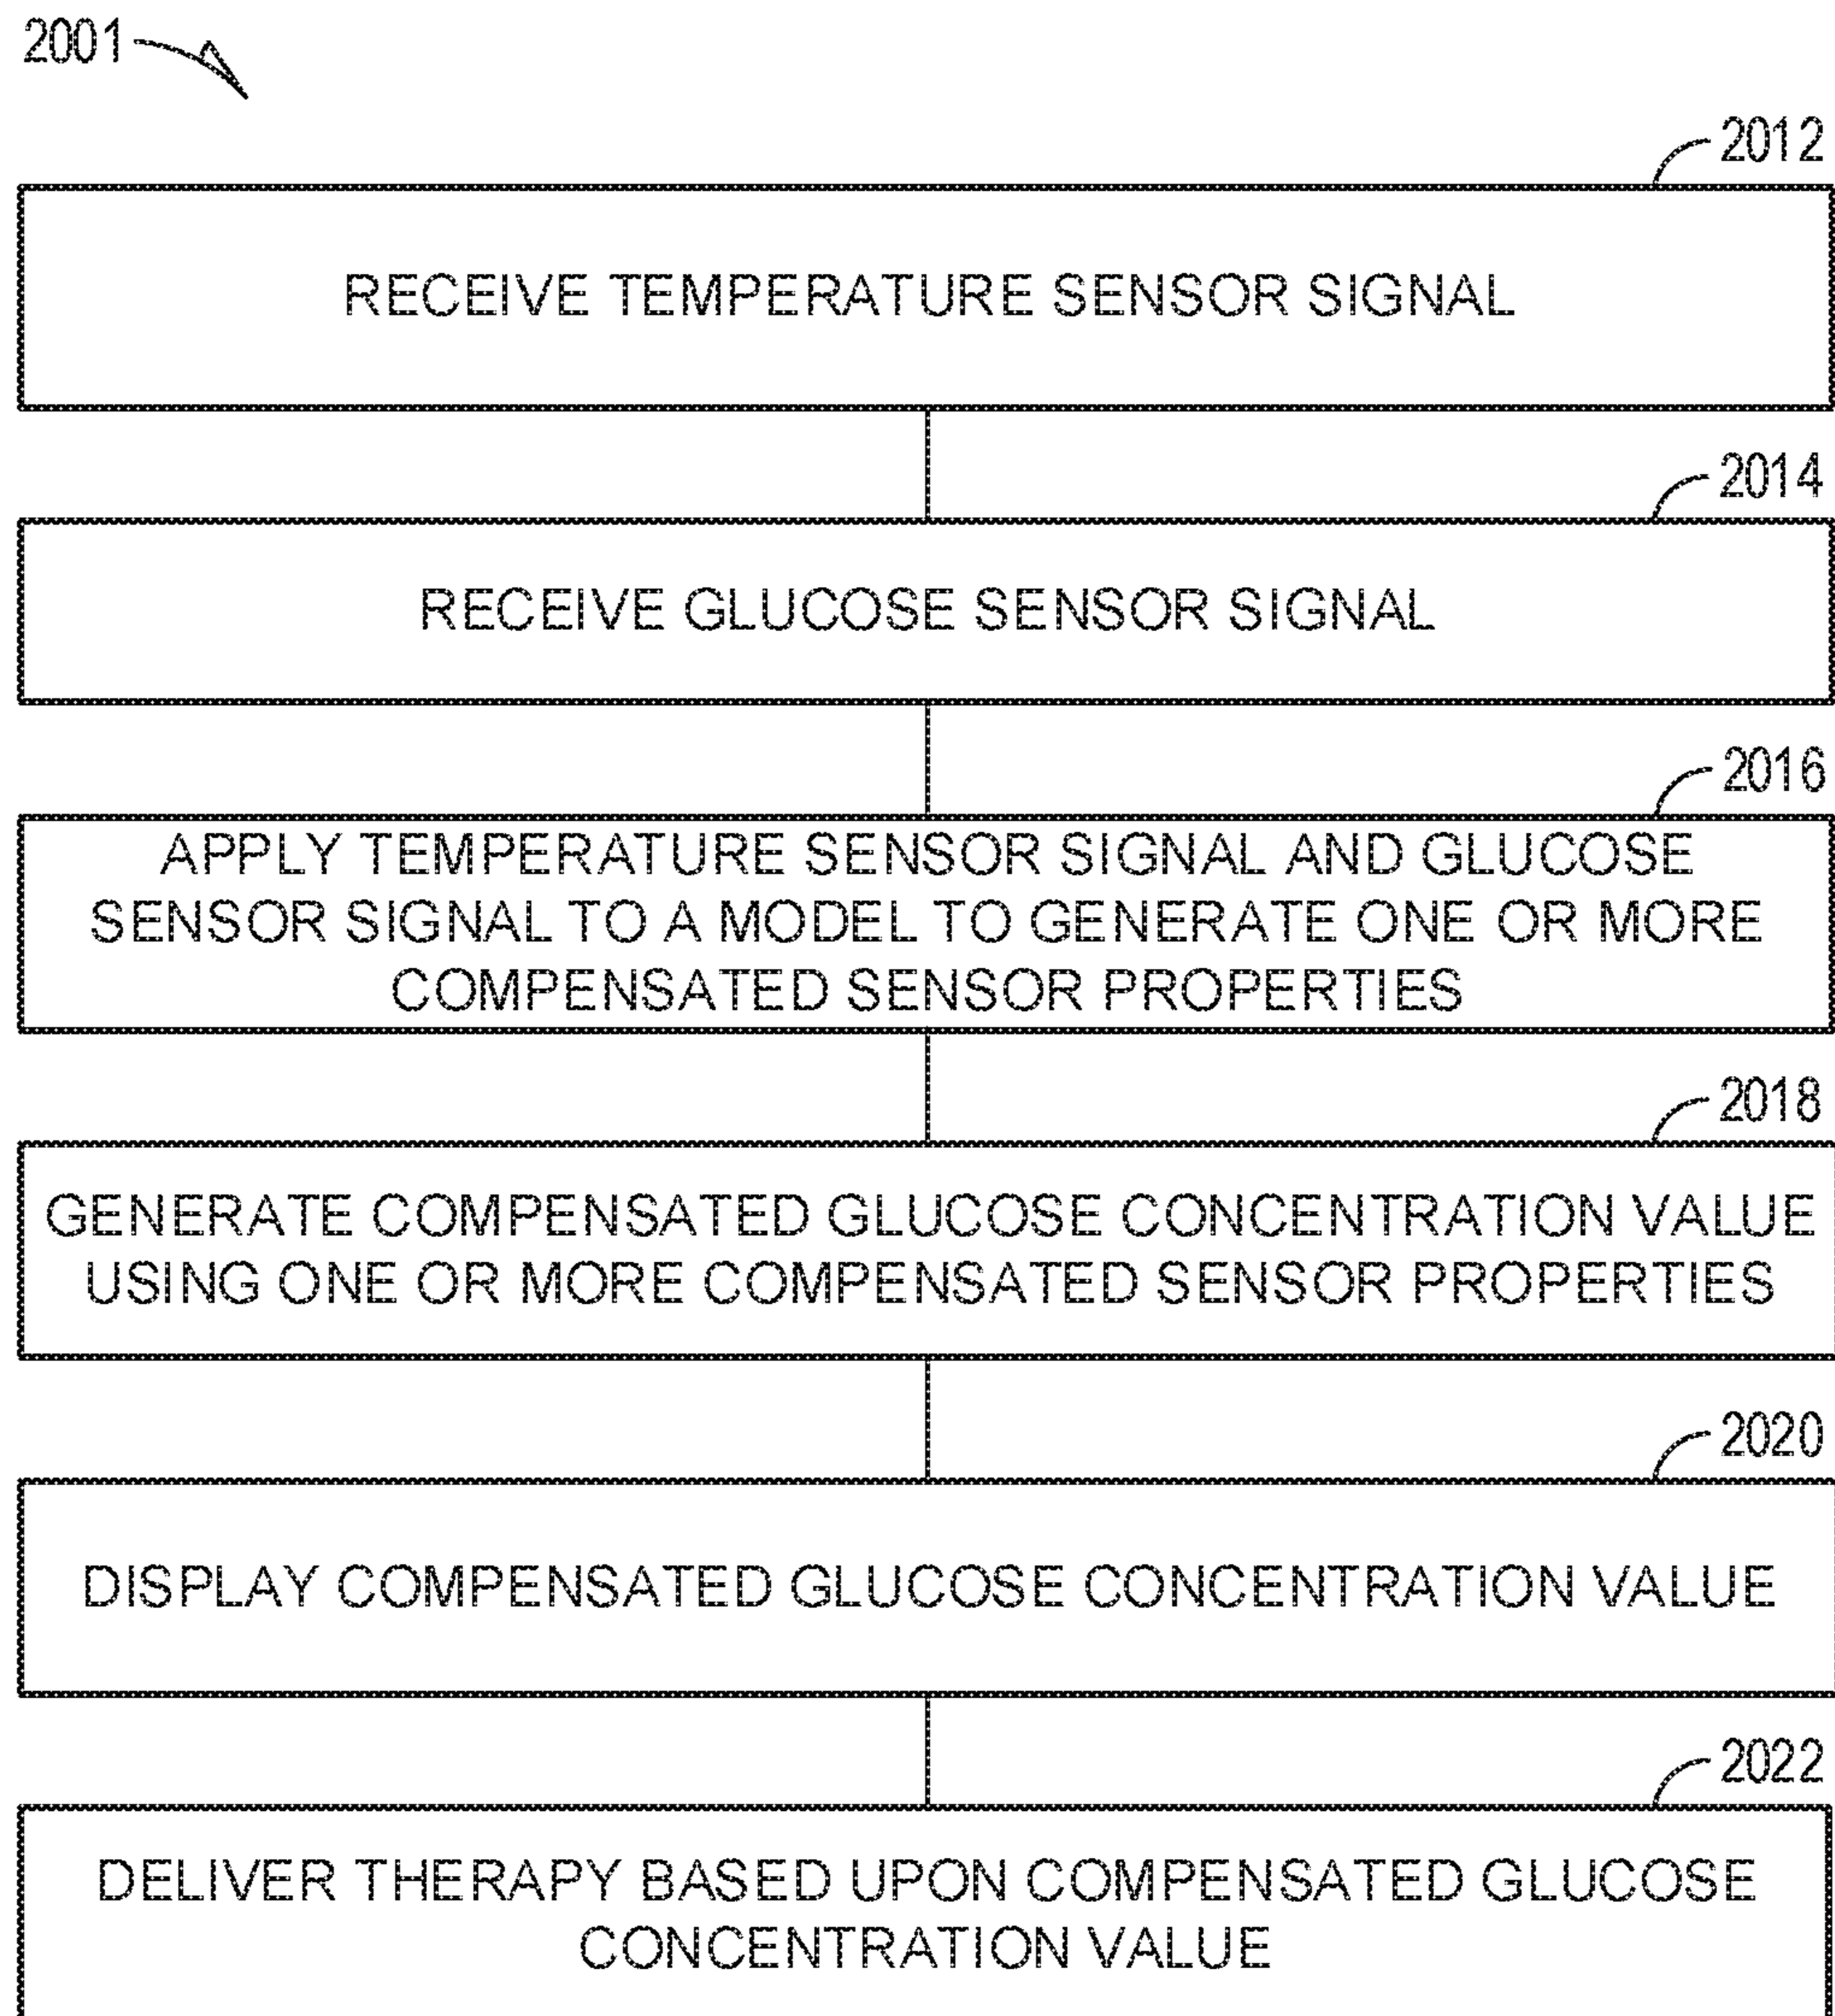 2001
2012
RECEIVE TEMPERATURE SENSOR SIGNAL
2014
RECEIVE GLUCOSE SENSOR SIGNAL
2016
APPLY TEMPERATURE SENSOR SIGNAL AND GLUCOSE
SENSOR SIGNAL TO A MODEL TO GENERATE ONE OR MORE
COMPENSATED SENSOR PROPERTIES
2018
GENERATE COMPENSATED GLUCOSE CONCENTRATION VALUE
USING ONE OR MORE COMPENSATED SENSOR PROPERTIES
2020
DISPLAY COMPENSATED GLUCOSE CONCENTRATION VALUE
2022
DELIVER THERAPY BASED UPON COMPENSATED GLUCOSE
CONCENTRATION VALUE